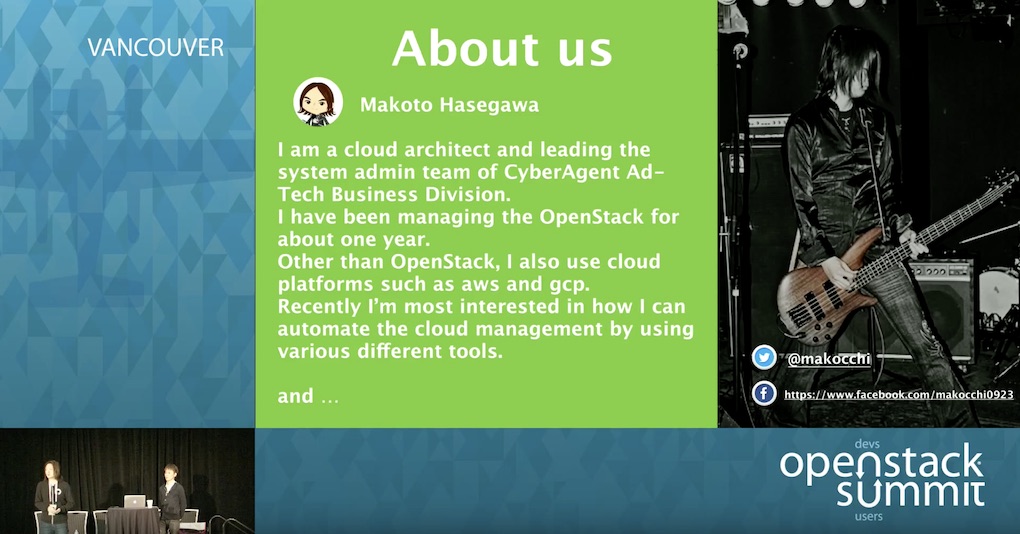 VANCOUVER
About us
Makoto Hasegawa
I am a cloud architect and leading the
system admin team of CyberAgent Ad-
Tech Business Division.
I have been managing the OpenStack for
about one year.
Other than OpenStack, I also use cloud
platforms such as aws and gcp.
Recently I’m most interested in how I can
automate the cloud management by using
various different tools.
and ...
@makocchi
https://www.facebook.com/makocchi0923
devs
openstack
summit
users